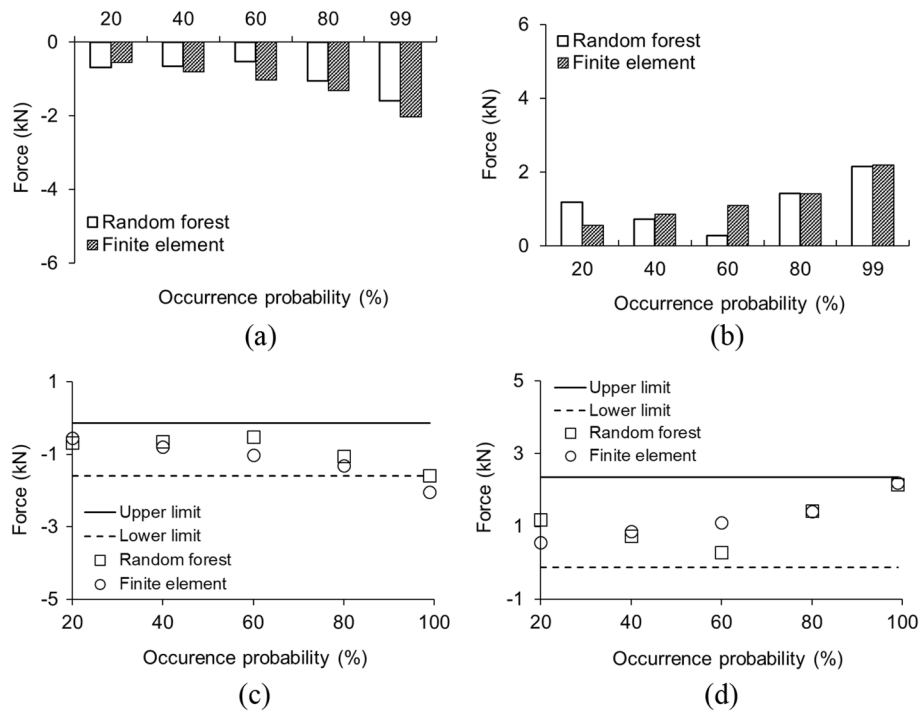 20 40 60 80 99
0
-2
-4
-6
Force (kN)
Random forest
Finite element
Occurrence probability (%)
(a)
6
4
2
0
Force (kN)
Random forest
Finite element
20 40 60 80 99
Occurrence probability (%)
(b)
1
-1
-3
-5
Force (kN)
Upper limit
Lower limit
Random forest
Finite element
20 40 60 80 100
Occurrence probability (%)
(c)
5
3
1
-1
Force (kN)
Upper limit
Lower limit
Random forest
Finite element
20 40 60 80 100
Occurrence probability (%)
(d)